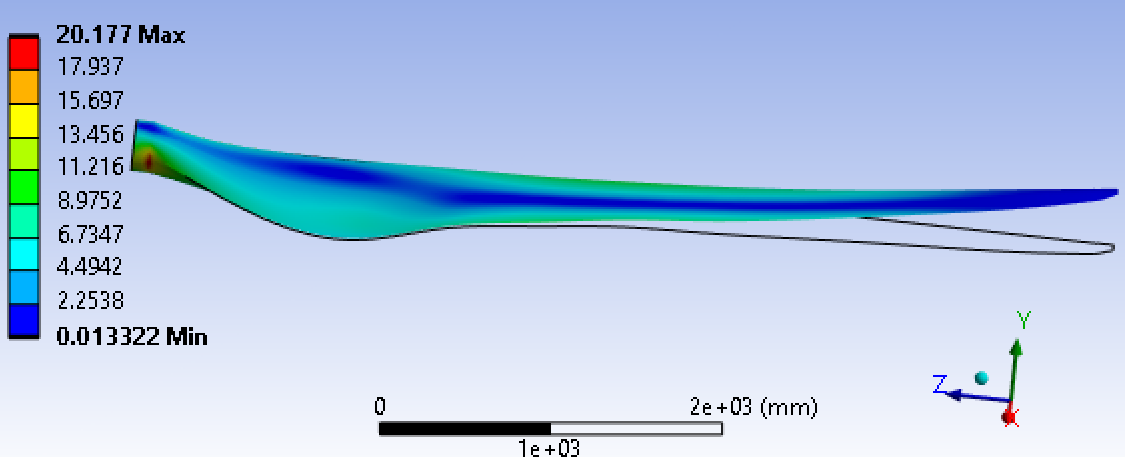 20.177 Max
17.937
15.697
13.456
11.216
8.9752
6.7347
4.4942
2.2538
0.013322 Min
Y
Z
X
0 2e+03 (mm)
1e+03